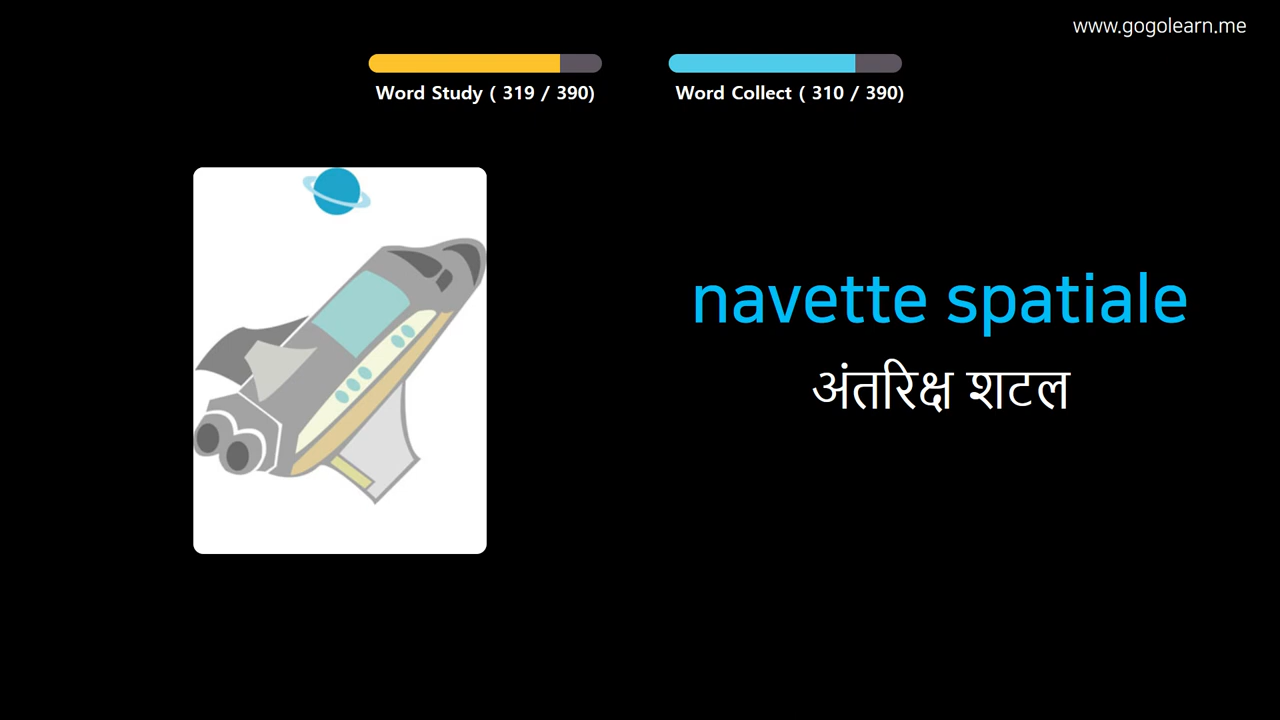 www.gogolearn.me
Word Study ( 319 / 390)
Word Collect ( 310 / 390)
navette spatiale
अंतरिक्ष शटल